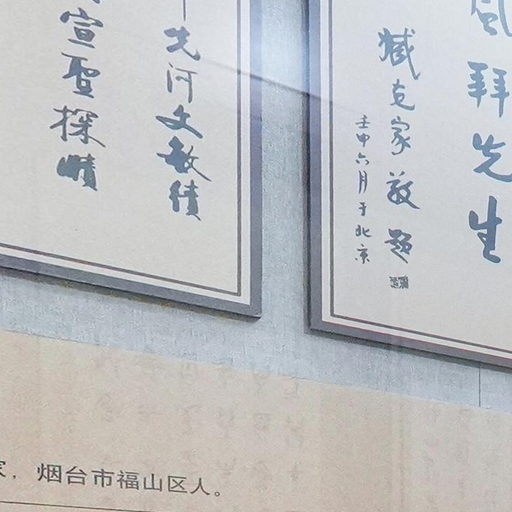 风拜先生
臧克家敬题
壬申六月于北京
先河文教绩
宣圣探赜
家，烟台市福山区人。